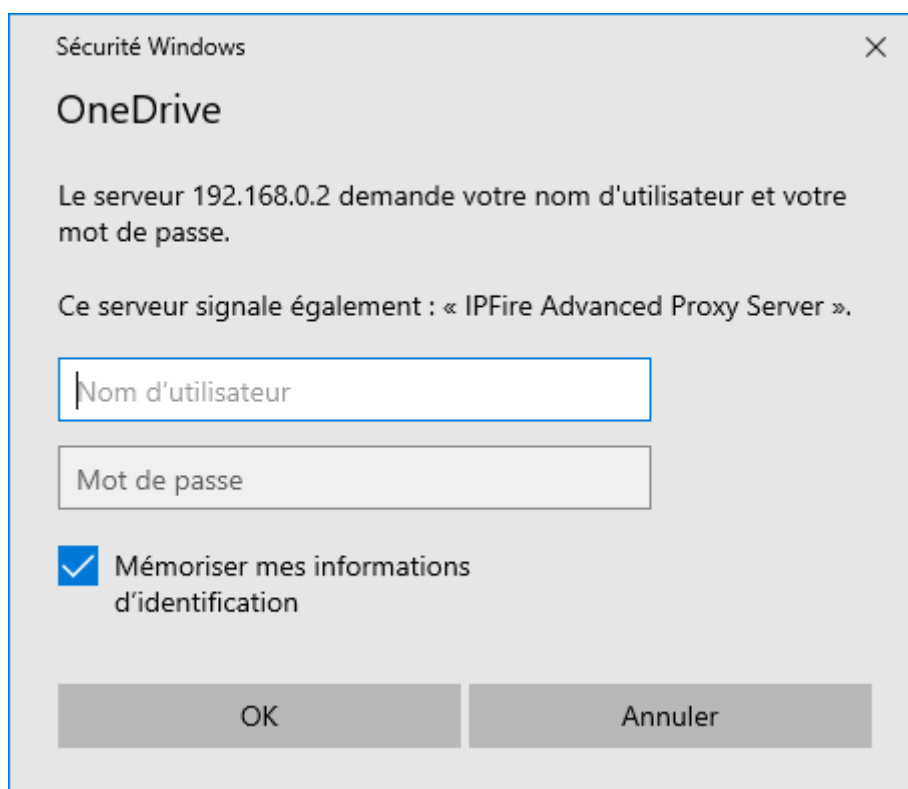 Sécurité Windows
OneDrive
Le serveur 192.168.0.2 demande votre nom d'utilisateur et votre
mot de passe.
Ce serveur signale également : « IPFire Advanced Proxy Server ».
Nom d’utilisateur
Mot de passe
Mémoriser mes informations
d’identification
OK
Annuler